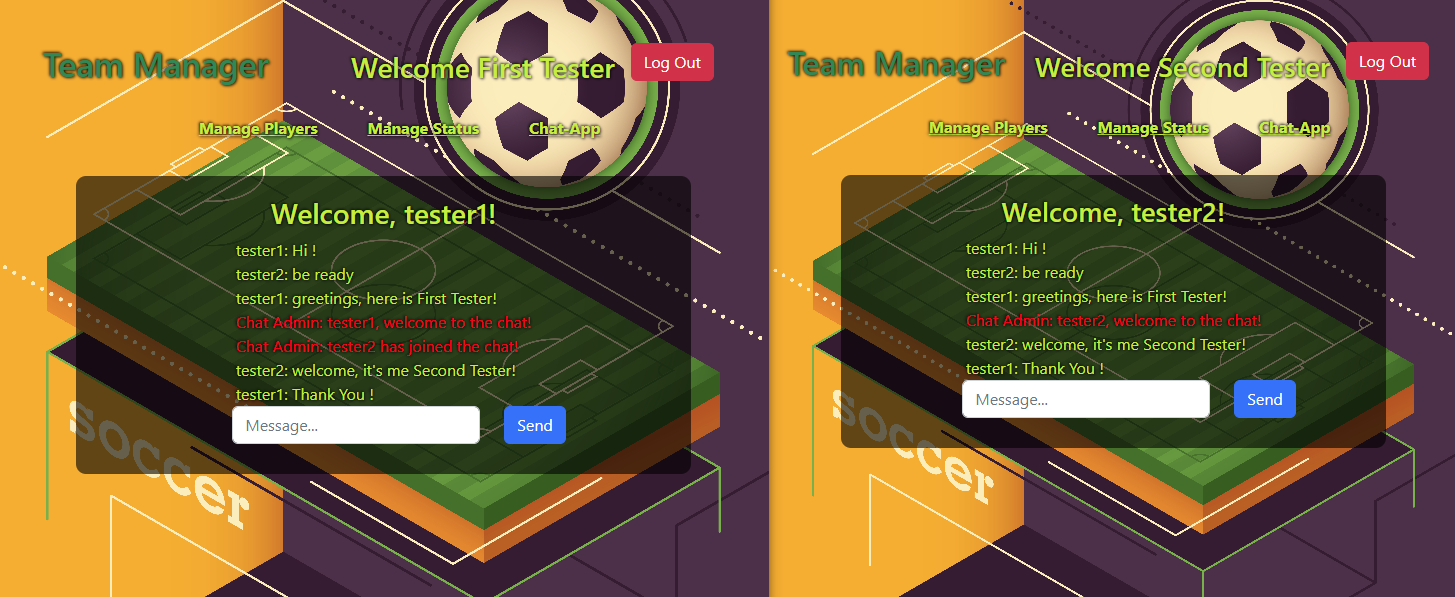 Team Manager
Welcome First Tester
Log Out
Manage Players
Manage Status
Chat-App
Welcome, tester1!
tester1: Hi !
tester2: be ready
tester1: greetings, here is First Tester!
Chat Admin: tester1, welcome to the chat!
Chat Admin: tester2 has joined the chat!
tester2: welcome, it's me Second Tester!
tester1: Thank You !
Message...
Send
soccer
Team Manager
Welcome Second Tester
Log Out
Manage Players
Manage Status
Chat-App
Welcome, tester2!
tester1: Hi !
tester2: be ready
tester1: greetings, here is First Tester!
Chat Admin: tester2, welcome to the chat!
tester2: welcome, it's me Second Tester!
tester1: Thank You !
Message...
Send
soccer